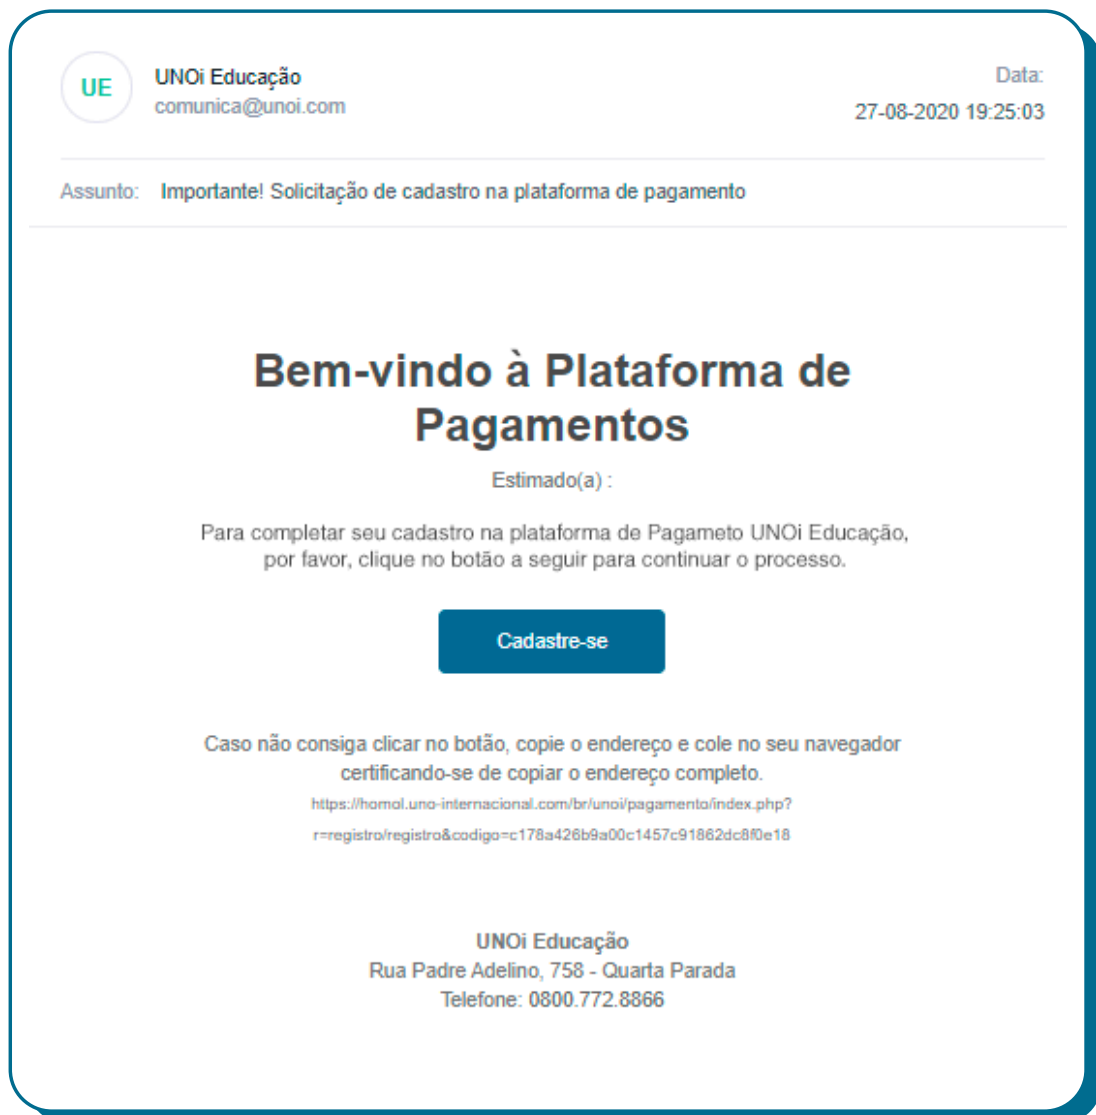 UE
UNOi Educação
comunica@unoi.com
Data:
27-08-2020 19:25:03
Assunto: Importante! Solicitação de cadastro na plataforma de pagamento
Bem-vindo à Plataforma de
Pagamentos
Estimado(a) :
Para completar seu cadastro na plataforma de Pagameto UNOi Educação,
por favor, clique no botão a seguir para continuar o processo.
Cadastre-se
Caso não consiga clicar no botão, copie o endereço e cole no seu navegador
certificando-se de copiar o endereço completo.
https://homol.uno-internacional.com/br/unoi/pagamento/index.php?
r=registro/registro&codigo=c178a426b9a00c1457c91862dc8f0e18
UNOi Educação
Rua Padre Adelino, 758 - Quarta Parada
Telefone: 0800.772.8866